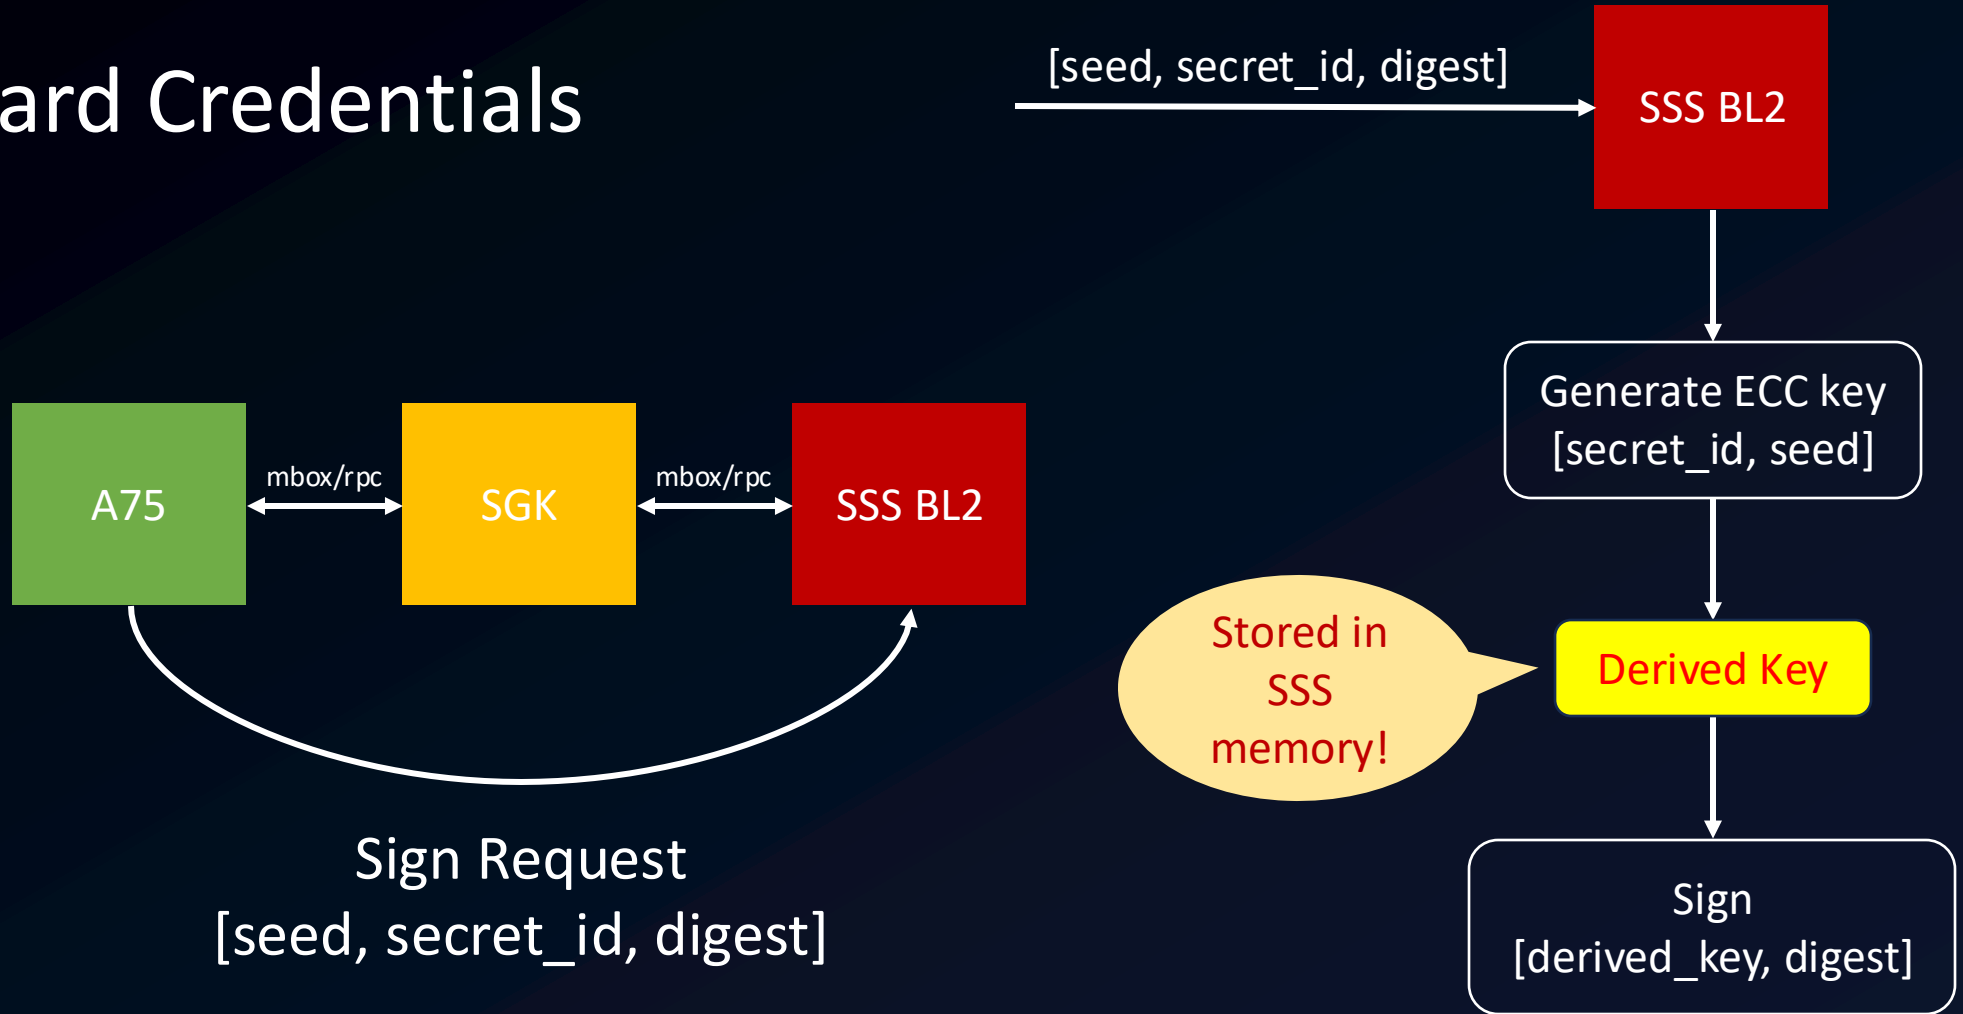 ard Credentials
[seed, secret_id, digest]
SSS BL2
Generate ECC key
[secret_id, seed]
A75
mbox/rpc
SGK
mbox/rpc
SSS BL2
Stored in
SSS
memory!
Derived Key
Sign Request
[seed, secret_id, digest]
Sign
[derived_key, digest]